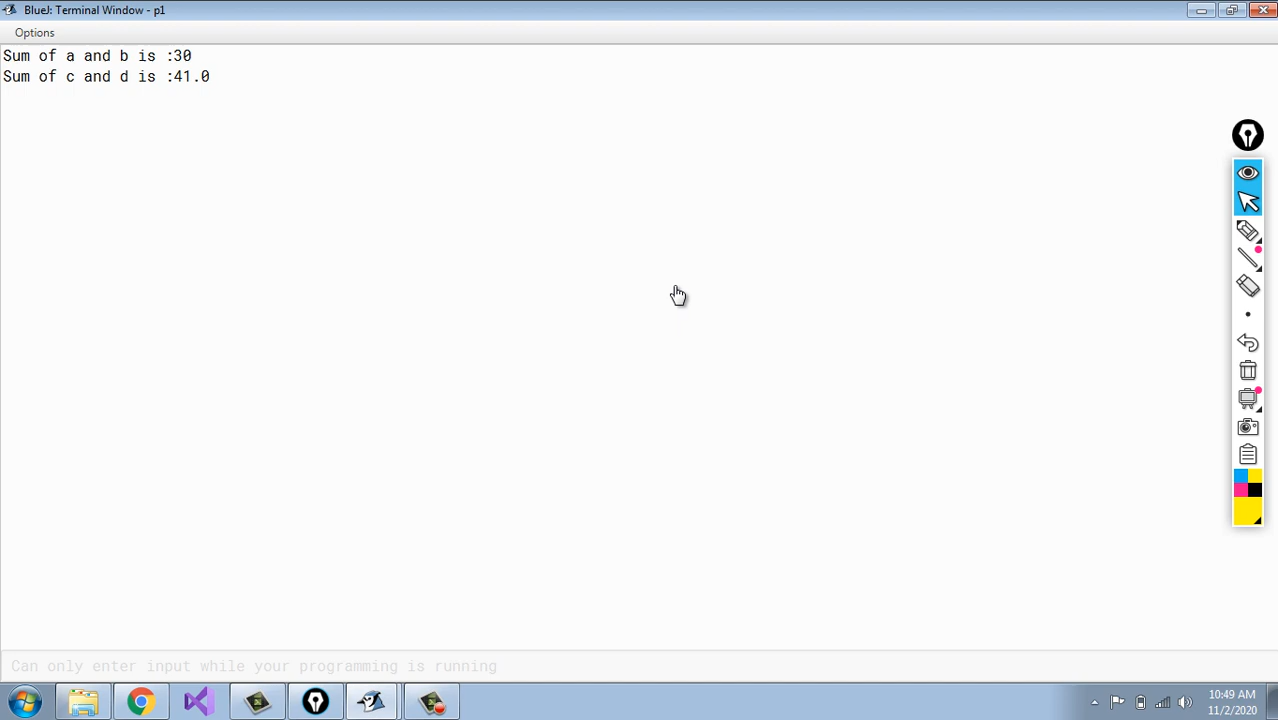 BlueJ: Terminal Window - p1
Options
Sum of a and b is :30
Sum of c and d is :41.0
Can only enter input while your programming is running
10:49 AM
11/2/2020